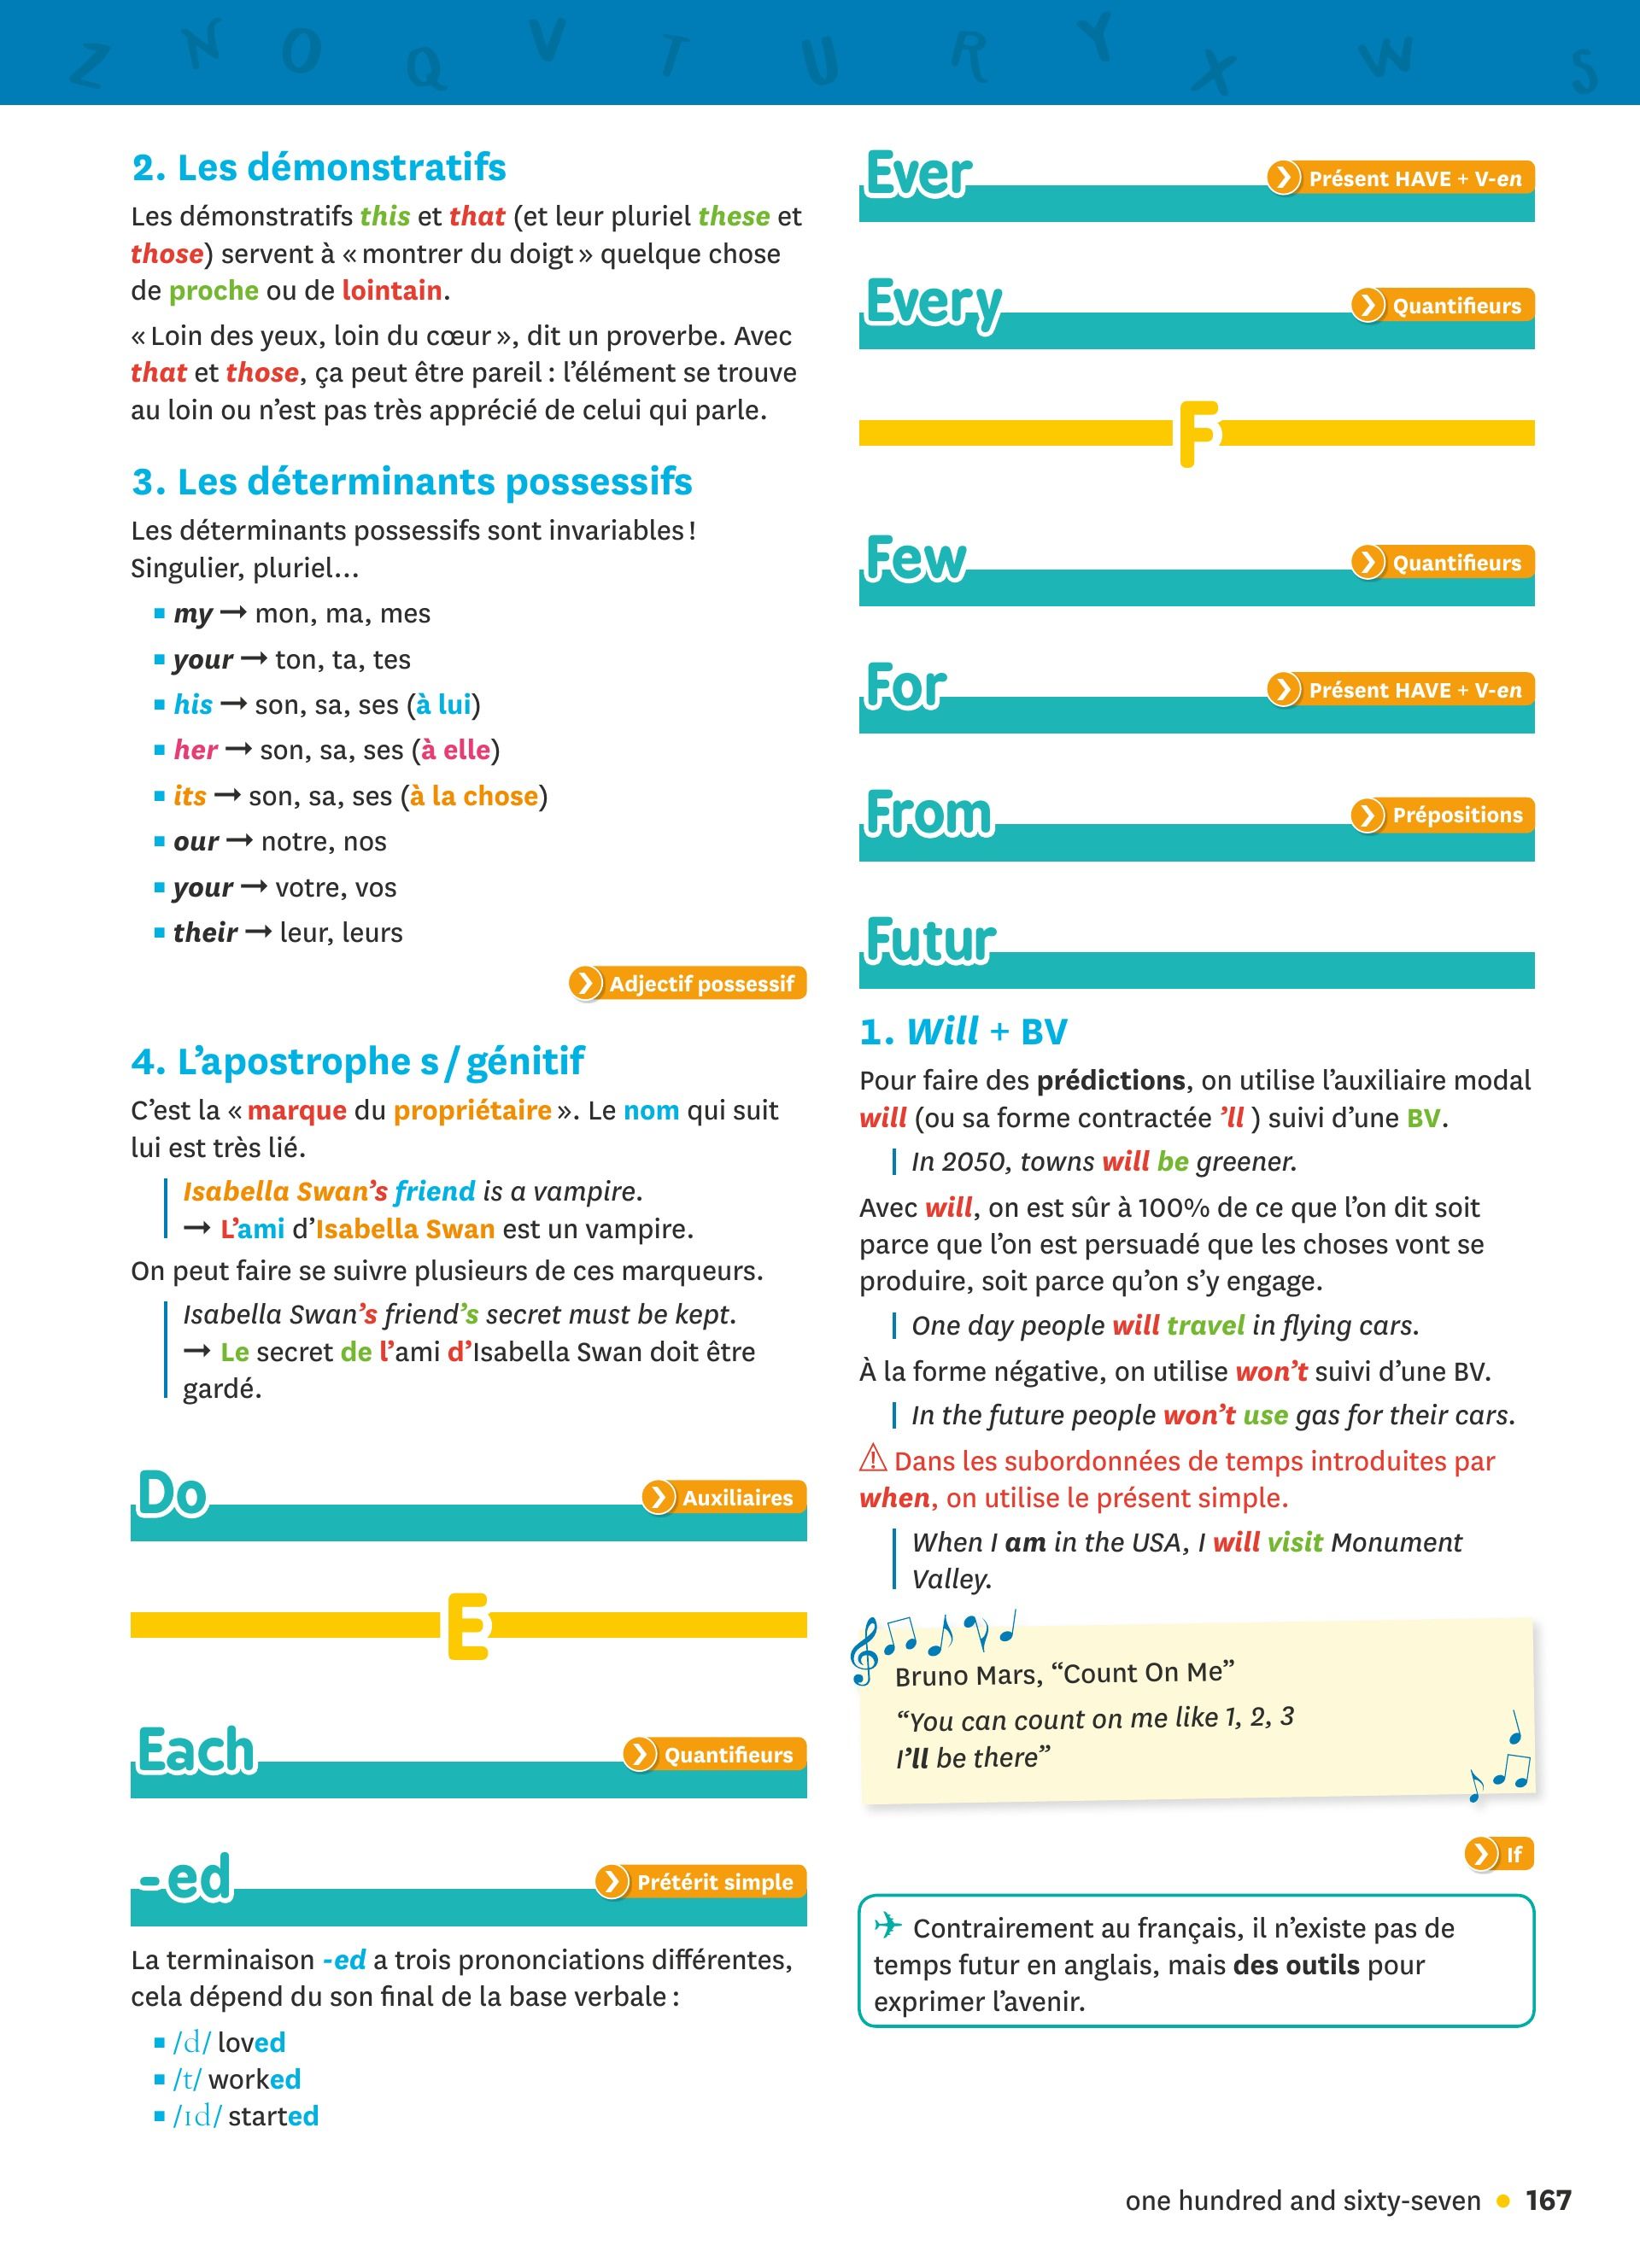 Z N O Q V T U R Y X W S
2. Les démonstratifs
Les démonstratifs this et that (et leur pluriel these et
those) servent à « montrer du doigt » quelque chose
de proche ou de lointain.
« Loin des yeux, loin du cœur », dit un proverbe. Avec
that et those, ça peut être pareil : l’élément se trouve
au loin ou n’est pas très apprécié de celui qui parle.
3. Les déterminants possessifs
Les déterminants possessifs sont invariables !
Singulier, pluriel…
■ my → mon, ma, mes
■ your → ton, ta, tes
■ his → son, sa, ses (à lui)
■ her → son, sa, ses (à elle)
■ its → son, sa, ses (à la chose)
■ our → notre, nos
■ your → votre, vos
■ their → leur, leurs
Adjectif possessif
4. L’apostrophe s / génitif
C’est la « marque du propriétaire ». Le nom qui suit
lui est très lié.
Isabella Swan’s friend is a vampire.
→ L’ami d’Isabella Swan est un vampire.
On peut faire se suivre plusieurs de ces marqueurs.
Isabella Swan’s friend’s secret must be kept.
→ Le secret de l’ami d’Isabella Swan doit être
gardé.
Do
Auxiliaires
E
Each
Quantifieurs
-ed
Prétérit simple
La terminaison -ed a trois prononciations différentes,
cela dépend du son final de la base verbale :
■ /d/ loved
■ /t/ worked
■ /ɪd/ started
Ever
Présent HAVE + V-en
Every
Quantifieurs
F
Few
Quantifieurs
For
Présent HAVE + V-en
From
Prépositions
Futur
1. Will + BV
Pour faire des prédictions, on utilise l’auxiliaire modal
will (ou sa forme contractée ’ll ) suivi d’une BV.
In 2050, towns will be greener.
Avec will, on est sûr à 100% de ce que l’on dit soit
parce que l’on est persuadé que les choses vont se
produire, soit parce qu’on s’y engage.
One day people will travel in flying cars.
À la forme négative, on utilise won’t suivi d’une BV.
In the future people won’t use gas for their cars.
⚠ Dans les subordonnées de temps introduites par
when, on utilise le présent simple.
When I am in the USA, I will visit Monument
Valley.
Bruno Mars, “Count On Me”
“You can count on me like 1, 2, 3
I’ll be there”
If
Contrairement au français, il n’existe pas de
temps futur en anglais, mais des outils pour
exprimer l’avenir.
one hundred and sixty-seven • 167